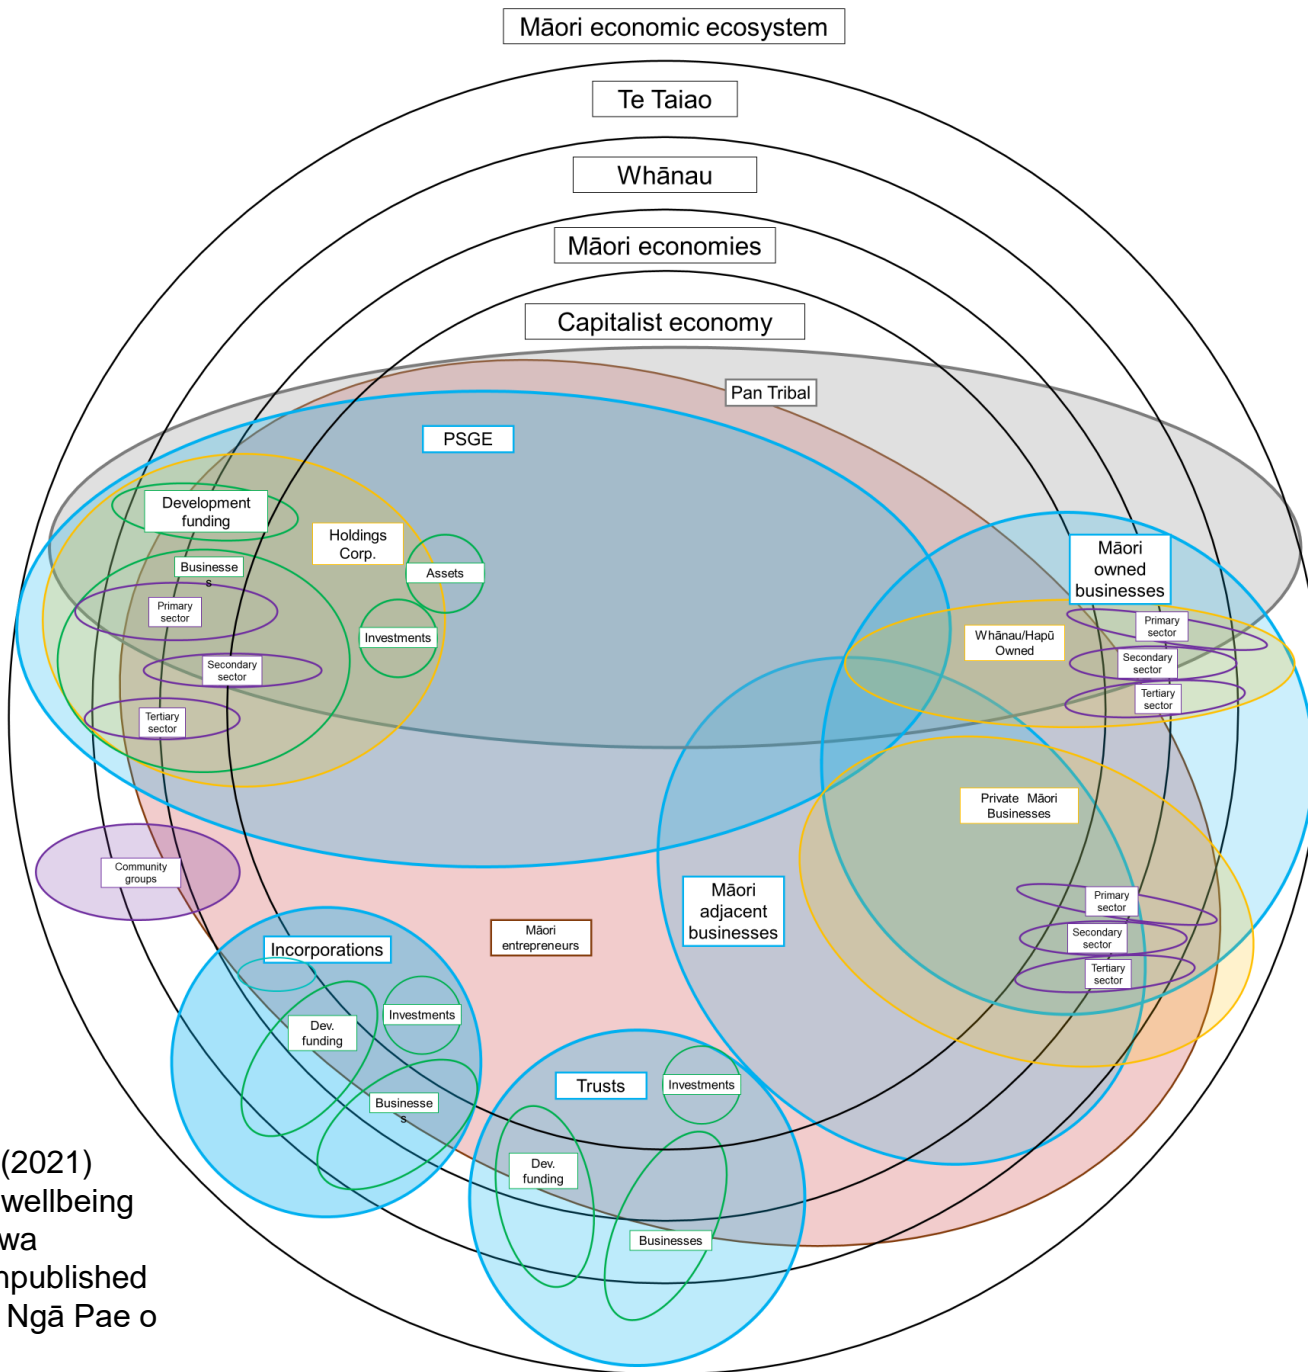 Māori economic ecosystem
Te Taiao
Whānau
Māori economies
Capitalist economy
Pan Tribal
PSGE
Development
funding
Holdings
Corp.
Businesse
s
Assets
Primary
sector
Investments
Secondary
sector
Tertiary
sector
Māori
owned
businesses
Whānau/Hapū
Owned
Primary
sector
Secondary
sector
Tertiary
sector
Private Māori
Businesses
Community
groups
Māori
adjacent
businesses
Primary
sector
Secondary
sector
Tertiary
sector
Māori
entrepreneurs
Incorporations
Investments
Dev.
funding
Businesse
s
Trusts
Investments
Dev.
funding
Businesses
(2021)
wellbeing
wa
npublished
Ngā Pae o